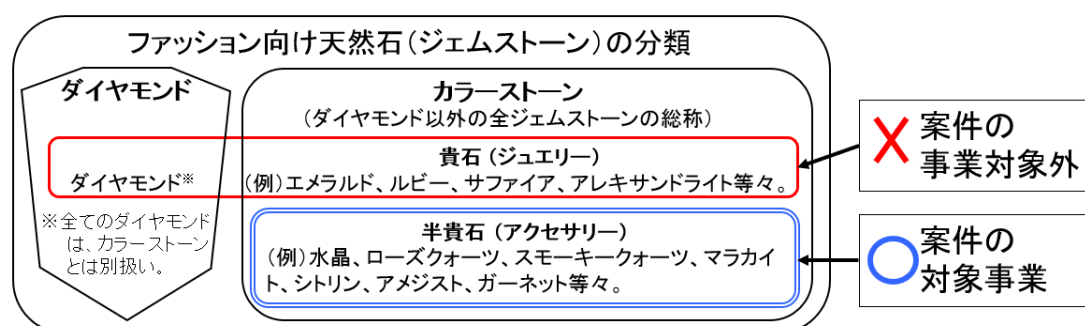 ファッション向け天然石(ジェムストーン)の分類
ダイヤモンド
ダイヤモンド※
※全てのダイヤモンド
は、カラーストーン
とは別扱い。
カラーストーン
(ダイヤモンド以外の全ジェムストーンの総称)
貴石(ジュエリー)
(例)エメラルド、ルビー、サファイア、アレキサンドライト等々。
半貴石(アクセサリー)
(例)水晶、ローズクォーツ、スモーキークォーツ、マラカイ
ト、シトリン、アメジスト、ガーネット等々。
案件の
事業対象外
案件の
対象事業